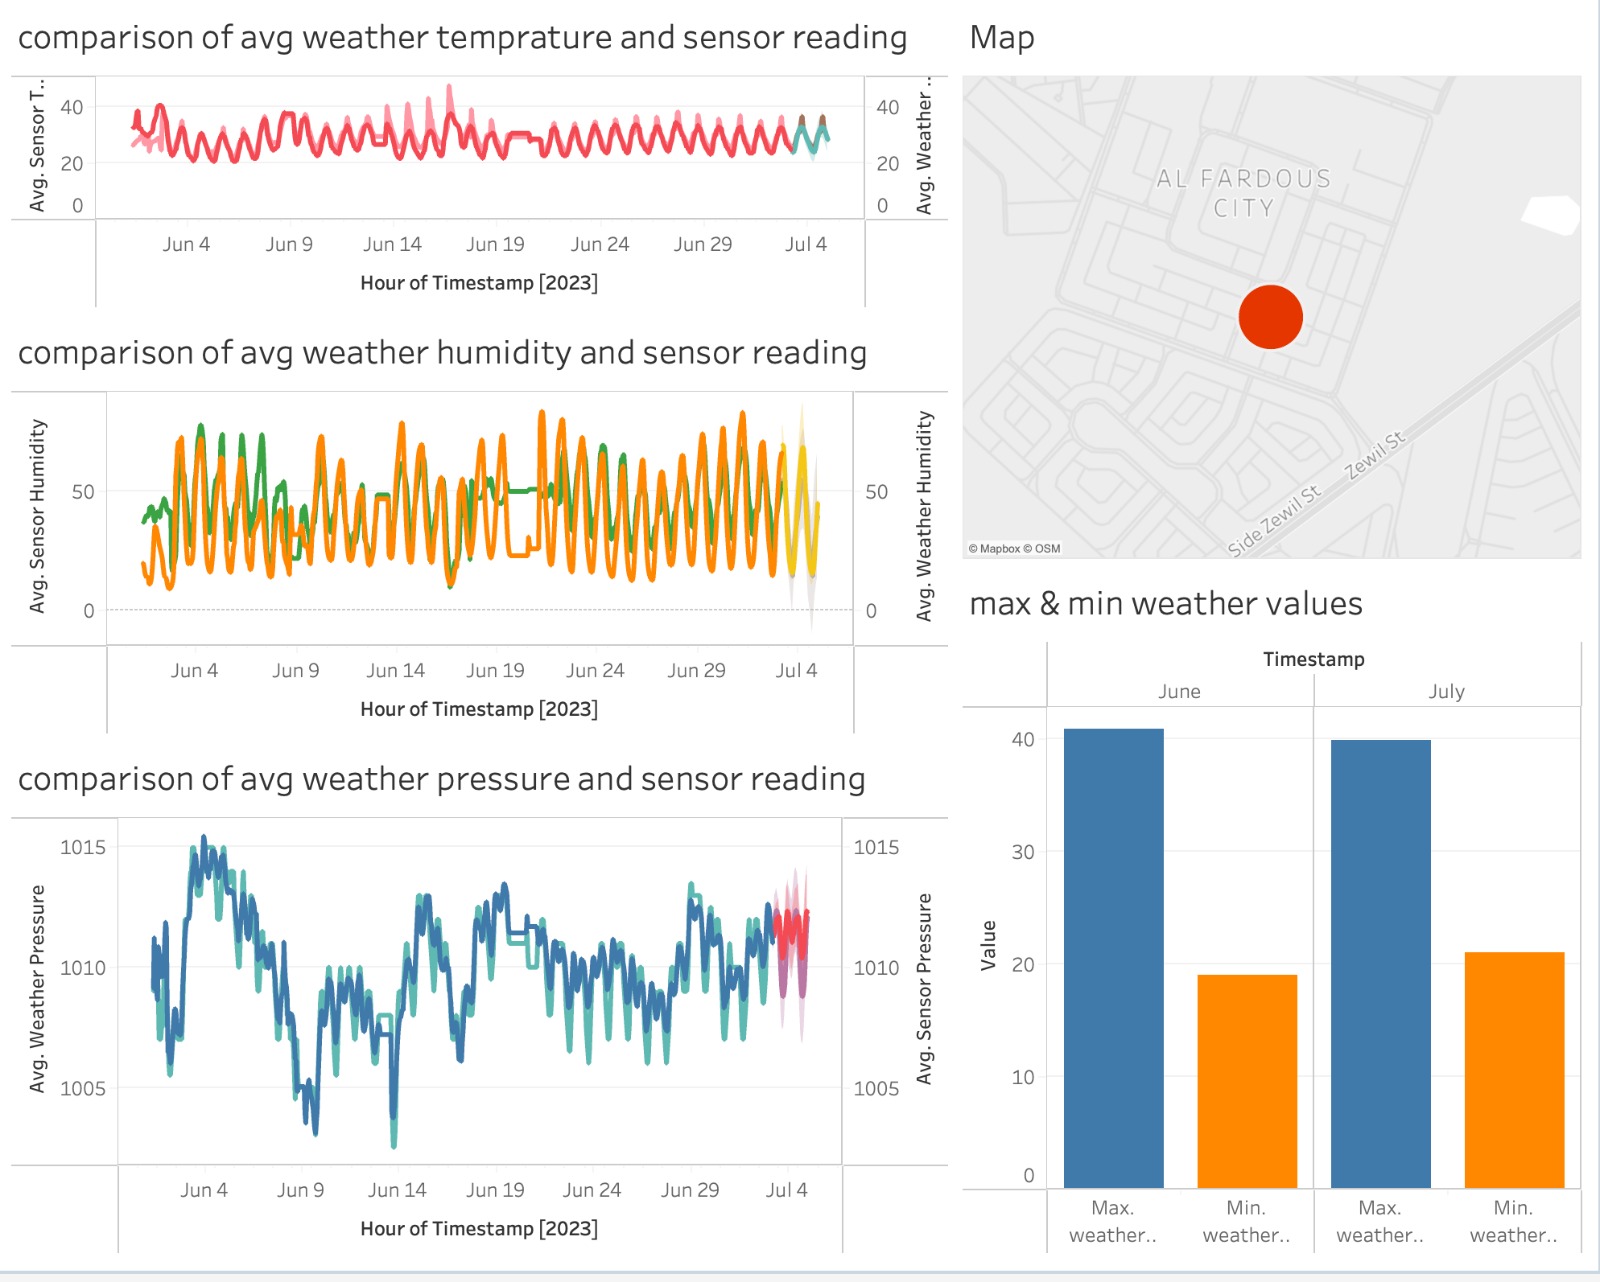 comparison of avg weather temprature and sensor reading
Avg. Sensor T..
40
20
0
40
20
0
Avg. Weather ..
Jun 4
Jun 9
Jun 14
Jun 19
Jun 24
Jun 29
Jul 4
Hour of Timestamp [2023]
comparison of avg weather humidity and sensor reading
Avg. Sensor Humidity
50
0
50
0
Avg. Weather Humidity
Jun 4
Jun 9
Jun 14
Jun 19
Jun 24
Jun 29
Jul 4
Hour of Timestamp [2023]
comparison of avg weather pressure and sensor reading
Avg. Weather Pressure
1015
1010
1005
1015
1010
1005
Avg. Sensor Pressure
Jun 4
Jun 9
Jun 14
Jun 19
Jun 24
Jun 29
Jul 4
Hour of Timestamp [2023]
Map
AL FARDOUS
CITY
Zewil St
Side Zewil St
© Mapbox © OSM
max & min weather values
Timestamp
June
July
Value
40
30
20
10
0
Max.
weather..
Min.
weather..
Max.
weather..
Min.
weather..